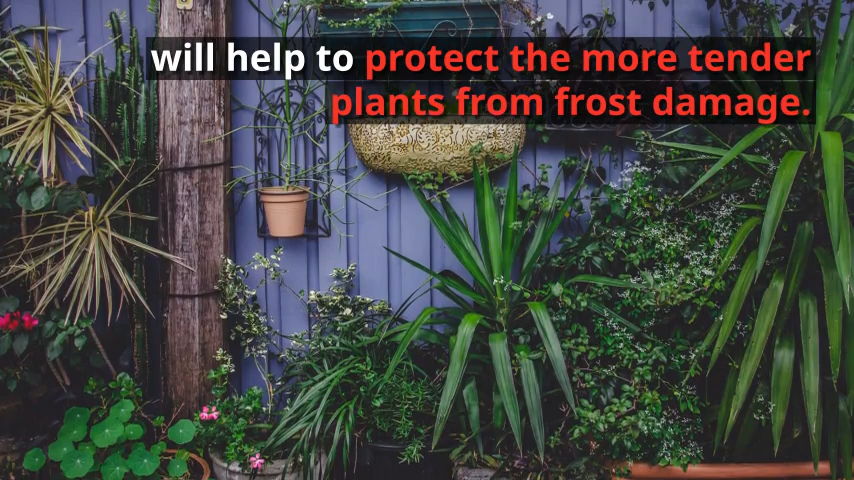 will help to protect the more tender
plants from frost damage.